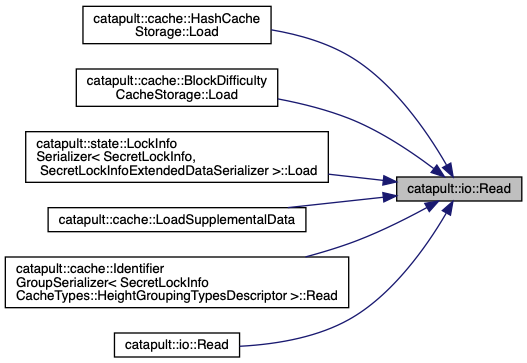 catapult::cache::HashCache
Storage::Load
catapult::cache::BlockDifficulty
CacheStorage::Load
catapult::state::LockInfo
Serializer< SecretLockInfo,
SecretLockInfoExtendedDataSerializer >::Load
catapult::io::Read
catapult::cache::LoadSupplementalData
catapult::cache::Identifier
GroupSerializer< SecretLockInfo
CacheTypes::HeightGroupingTypesDescriptor >::Read
catapult::io::Read